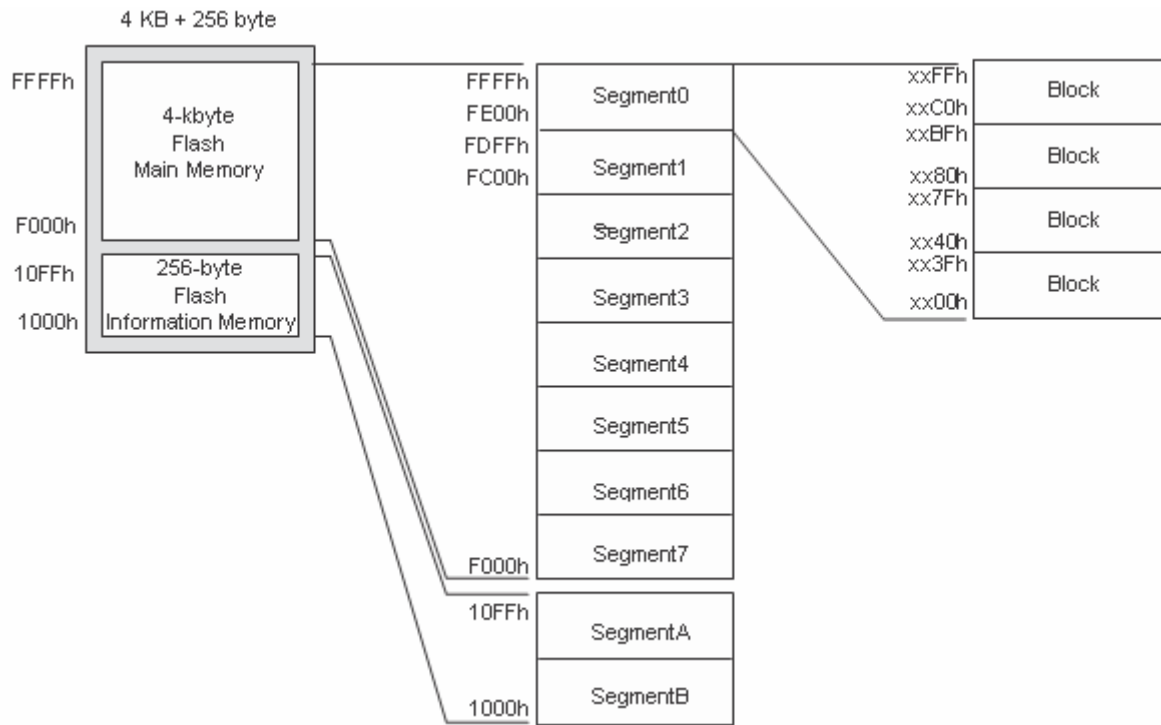 4 KB + 256 byte
FFFFh
4-kbyte
Flash
Main Memory
F000h
10FFh
256-byte
Flash
Information Memory
1000h
FFFFh
FE00h
FDFFh
FC00h
F000h
10FFh
1000h
Segment0
Segment1
Segment2
Segment3
Segment4
Segment5
Segment6
Segment7
SegmentA
SegmentB
xxFFh
xxC0h
xxBFh
xx80h
xx7Fh
xx40h
xx3Fh
xx00h
Block
Block
Block
Block